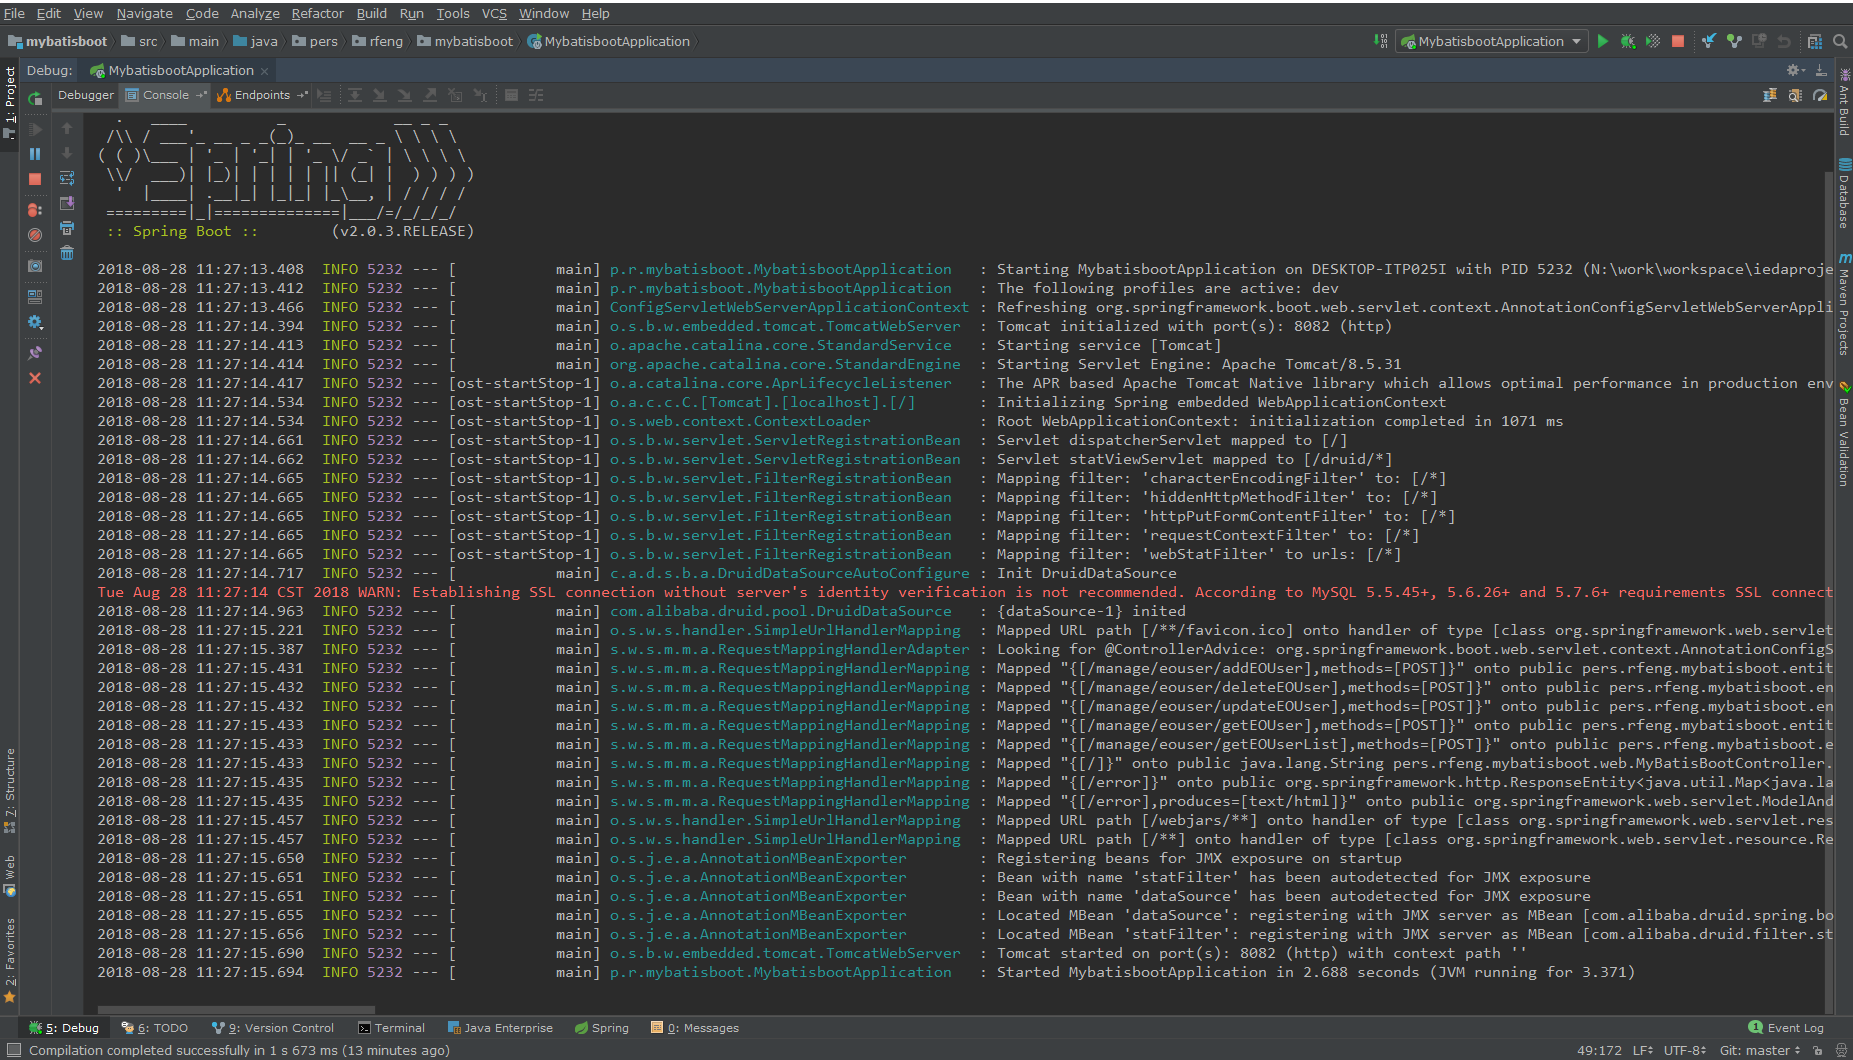 File Edit View Navigate Code Analyze Refactor Build Run Tools VCS Window Help
mybatisboot src main java pers rfeng mybatisboot MybatisbootApplication
MybatisbootApplication
Debug: MybatisbootApplication
Debugger Console Endpoints
Spring
:: Spring Boot :: (v2.0.3.RELEASE)
2018-08-28 11:27:13.408 INFO 5232 --- [ main] p.r.mybatisboot.MybatisbootApplication : Starting MybatisbootApplication on DESKTOP-ITP025I with PID 5232 (N:\work\workspace\iedaproje
2018-08-28 11:27:13.412 INFO 5232 --- [ main] p.r.mybatisboot.MybatisbootApplication : The following profiles are active: dev
2018-08-28 11:27:13.466 INFO 5232 --- [ main] ConfigServletWebServerApplicationContext : Refreshing org.springframework.boot.web.servlet.context.AnnotationConfigServletWebServerAppli
2018-08-28 11:27:14.394 INFO 5232 --- [ main] o.s.b.w.embedded.tomcat.TomcatWebServer : Tomcat initialized with port(s): 8082 (http)
2018-08-28 11:27:14.413 INFO 5232 --- [ main] o.apache.catalina.core.StandardService : Starting service [Tomcat]
2018-08-28 11:27:14.414 INFO 5232 --- [ main] org.apache.catalina.core.StandardEngine : Starting Servlet Engine: Apache Tomcat/8.5.31
2018-08-28 11:27:14.417 INFO 5232 --- [ost-startStop-1] o.a.catalina.core.AprLifecycleListener : The APR based Apache Tomcat Native library which allows optimal performance in production env
2018-08-28 11:27:14.534 INFO 5232 --- [ost-startStop-1] o.a.c.c.C.[Tomcat].[localhost].[/] : Initializing Spring embedded WebApplicationContext
2018-08-28 11:27:14.534 INFO 5232 --- [ost-startStop-1] o.s.web.context.ContextLoader : Root WebApplicationContext: initialization completed in 1071 ms
2018-08-28 11:27:14.661 INFO 5232 --- [ost-startStop-1] o.s.b.w.servlet.ServletRegistrationBean : Servlet dispatcherServlet mapped to [/]
2018-08-28 11:27:14.662 INFO 5232 --- [ost-startStop-1] o.s.b.w.servlet.ServletRegistrationBean : Servlet statViewServlet mapped to [/druid/*]
2018-08-28 11:27:14.665 INFO 5232 --- [ost-startStop-1] o.s.b.w.servlet.FilterRegistrationBean : Mapping filter: 'characterEncodingFilter' to: [/*]
2018-08-28 11:27:14.665 INFO 5232 --- [ost-startStop-1] o.s.b.w.servlet.FilterRegistrationBean : Mapping filter: 'hiddenHttpMethodFilter' to: [/*]
2018-08-28 11:27:14.665 INFO 5232 --- [ost-startStop-1] o.s.b.w.servlet.FilterRegistrationBean : Mapping filter: 'httpPutFormContentFilter' to: [/*]
2018-08-28 11:27:14.665 INFO 5232 --- [ost-startStop-1] o.s.b.w.servlet.FilterRegistrationBean : Mapping filter: 'requestContextFilter' to: [/*]
2018-08-28 11:27:14.665 INFO 5232 --- [ost-startStop-1] o.s.b.w.servlet.FilterRegistrationBean : Mapping filter: 'webStatFilter' to urls: [/*]
2018-08-28 11:27:14.717 INFO 5232 --- [ main] c.a.d.s.b.a.DruidDataSourceAutoConfigure : Init DruidDataSource
Tue Aug 28 11:27:14 CST 2018 WARN: Establishing SSL connection without server's identity verification is not recommended. According to MySQL 5.5.45+, 5.6.26+ and 5.7.6+ requirements SSL connect
2018-08-28 11:27:14.963 INFO 5232 --- [ main] com.alibaba.druid.pool.DruidDataSource : {dataSource-1} inited
2018-08-28 11:27:15.221 INFO 5232 --- [ main] o.s.w.s.handler.SimpleUrlHandlerMapping : Mapped URL path [/**/favicon.ico] onto handler of type [class org.springframework.web.servlet
2018-08-28 11:27:15.387 INFO 5232 --- [ main] s.w.s.m.m.a.RequestMappingHandlerAdapter : Looking for @ControllerAdvice: org.springframework.boot.web.servlet.context.AnnotationConfigS
2018-08-28 11:27:15.431 INFO 5232 --- [ main] s.w.s.m.m.a.RequestMappingHandlerMapping : Mapped "{[/manage/eouser/addEOUser],methods=[POST]}" onto public pers.rfeng.mybatisboot.entit
2018-08-28 11:27:15.432 INFO 5232 --- [ main] s.w.s.m.m.a.RequestMappingHandlerMapping : Mapped "{[/manage/eouser/deleteEOUser],methods=[POST]}" onto public pers.rfeng.mybatisboot.en
2018-08-28 11:27:15.432 INFO 5232 --- [ main] s.w.s.m.m.a.RequestMappingHandlerMapping : Mapped "{[/manage/eouser/updateEOUser],methods=[POST]}" onto public pers.rfeng.mybatisboot.en
2018-08-28 11:27:15.433 INFO 5232 --- [ main] s.w.s.m.m.a.RequestMappingHandlerMapping : Mapped "{[/manage/eouser/getEOUser],methods=[POST]}" onto public pers.rfeng.mybatisboot.entit
2018-08-28 11:27:15.433 INFO 5232 --- [ main] s.w.s.m.m.a.RequestMappingHandlerMapping : Mapped "{[/manage/eouser/getEOUserList],methods=[POST]}" onto public pers.rfeng.mybatisboot.e
2018-08-28 11:27:15.433 INFO 5232 --- [ main] s.w.s.m.m.a.RequestMappingHandlerMapping : Mapped "{[/]}" onto public java.lang.String pers.rfeng.mybatisboot.web.MyBatisBootController.
2018-08-28 11:27:15.435 INFO 5232 --- [ main] s.w.s.m.m.a.RequestMappingHandlerMapping : Mapped "{[/error]}" onto public org.springframework.http.ResponseEntity<java.util.Map<java.la
2018-08-28 11:27:15.435 INFO 5232 --- [ main] s.w.s.m.m.a.RequestMappingHandlerMapping : Mapped "{[/error],produces=[text/html]}" onto public org.springframework.web.servlet.ModelAnd
2018-08-28 11:27:15.457 INFO 5232 --- [ main] o.s.w.s.handler.SimpleUrlHandlerMapping : Mapped URL path [/webjars/**] onto handler of type [class org.springframework.web.servlet.res
2018-08-28 11:27:15.457 INFO 5232 --- [ main] o.s.w.s.handler.SimpleUrlHandlerMapping : Mapped URL path [/**] onto handler of type [class org.springframework.web.servlet.resource.Re
2018-08-28 11:27:15.650 INFO 5232 --- [ main] o.s.j.e.a.AnnotationMBeanExporter : Registering beans for JMX exposure on startup
2018-08-28 11:27:15.651 INFO 5232 --- [ main] o.s.j.e.a.AnnotationMBeanExporter : Bean with name 'statFilter' has been autodetected for JMX exposure
2018-08-28 11:27:15.651 INFO 5232 --- [ main] o.s.j.e.a.AnnotationMBeanExporter : Bean with name 'dataSource' has been autodetected for JMX exposure
2018-08-28 11:27:15.655 INFO 5232 --- [ main] o.s.j.e.a.AnnotationMBeanExporter : Located MBean 'dataSource': registering with JMX server as MBean [com.alibaba.druid.spring.bo
2018-08-28 11:27:15.656 INFO 5232 --- [ main] o.s.j.e.a.AnnotationMBeanExporter : Located MBean 'statFilter': registering with JMX server as MBean [com.alibaba.druid.filter.st
2018-08-28 11:27:15.690 INFO 5232 --- [ main] o.s.b.w.embedded.tomcat.TomcatWebServer : Tomcat started on port(s): 8082 (http) with context path ''
2018-08-28 11:27:15.694 INFO 5232 --- [ main] p.r.mybatisboot.MybatisbootApplication : Started MybatisbootApplication in 2.688 seconds (JVM running for 3.371)
1: Project
7: Structure
Web
2: Favorites
Ant Build
Database
Maven Projects
Bean Validation
5: Debug 6: TODO 9: Version Control Terminal Java Enterprise Spring 0: Messages 1 Event Log
Compilation completed successfully in 1 s 673 ms (13 minutes ago) 49:172 LF UTF-8 Git: master